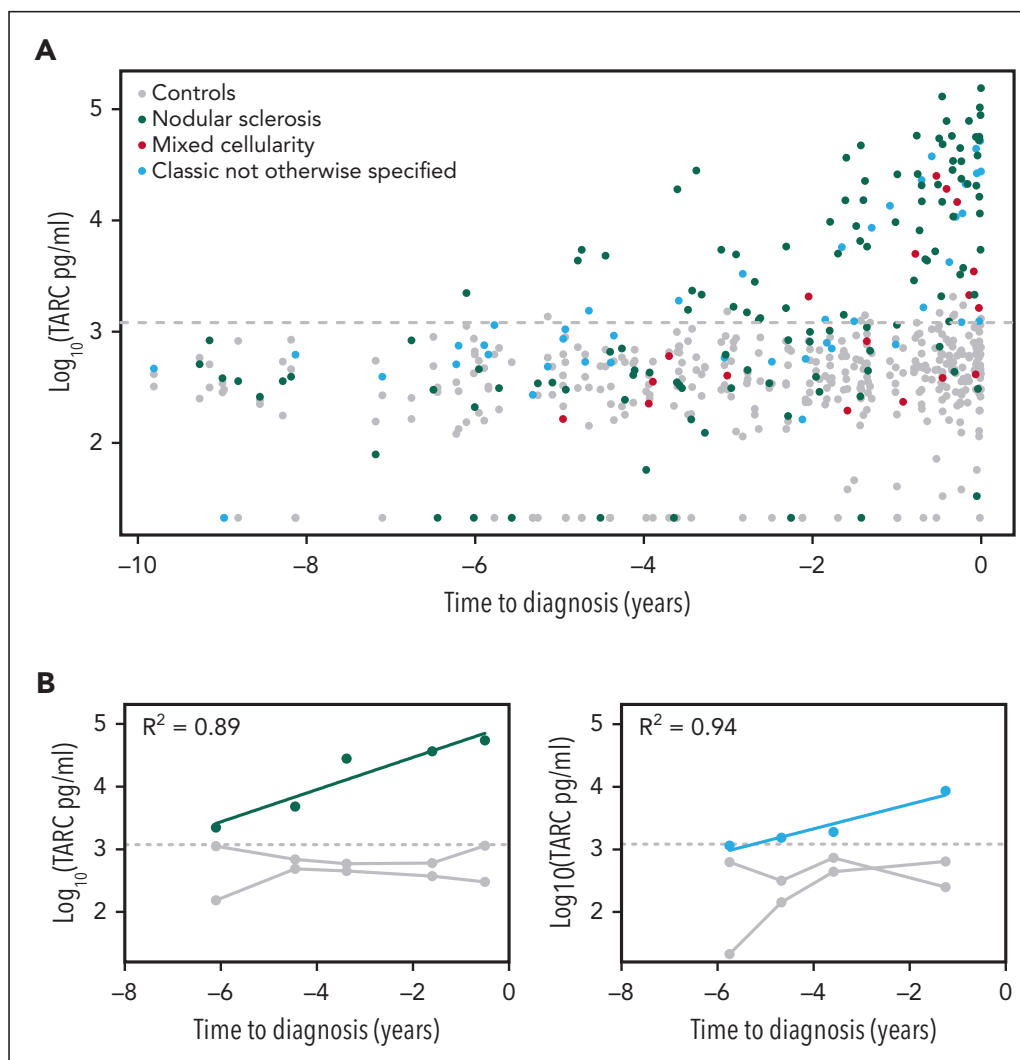 A
Controls
Nodular sclerosis
Mixed cellularity
Classic not otherwise specified
Log10(TARC pg/ml)
5
4
3
2
−10
−8
−6
−4
−2
0
Time to diagnosis (years)
B
R2 = 0.89
Log10(TARC pg/ml)
5
4
3
2
−8
−6
−4
−2
0
Time to diagnosis (years)
R2 = 0.94
Log10(TARC pg/ml)
5
4
3
2
−8
−6
−4
−2
0
Time to diagnosis (years)